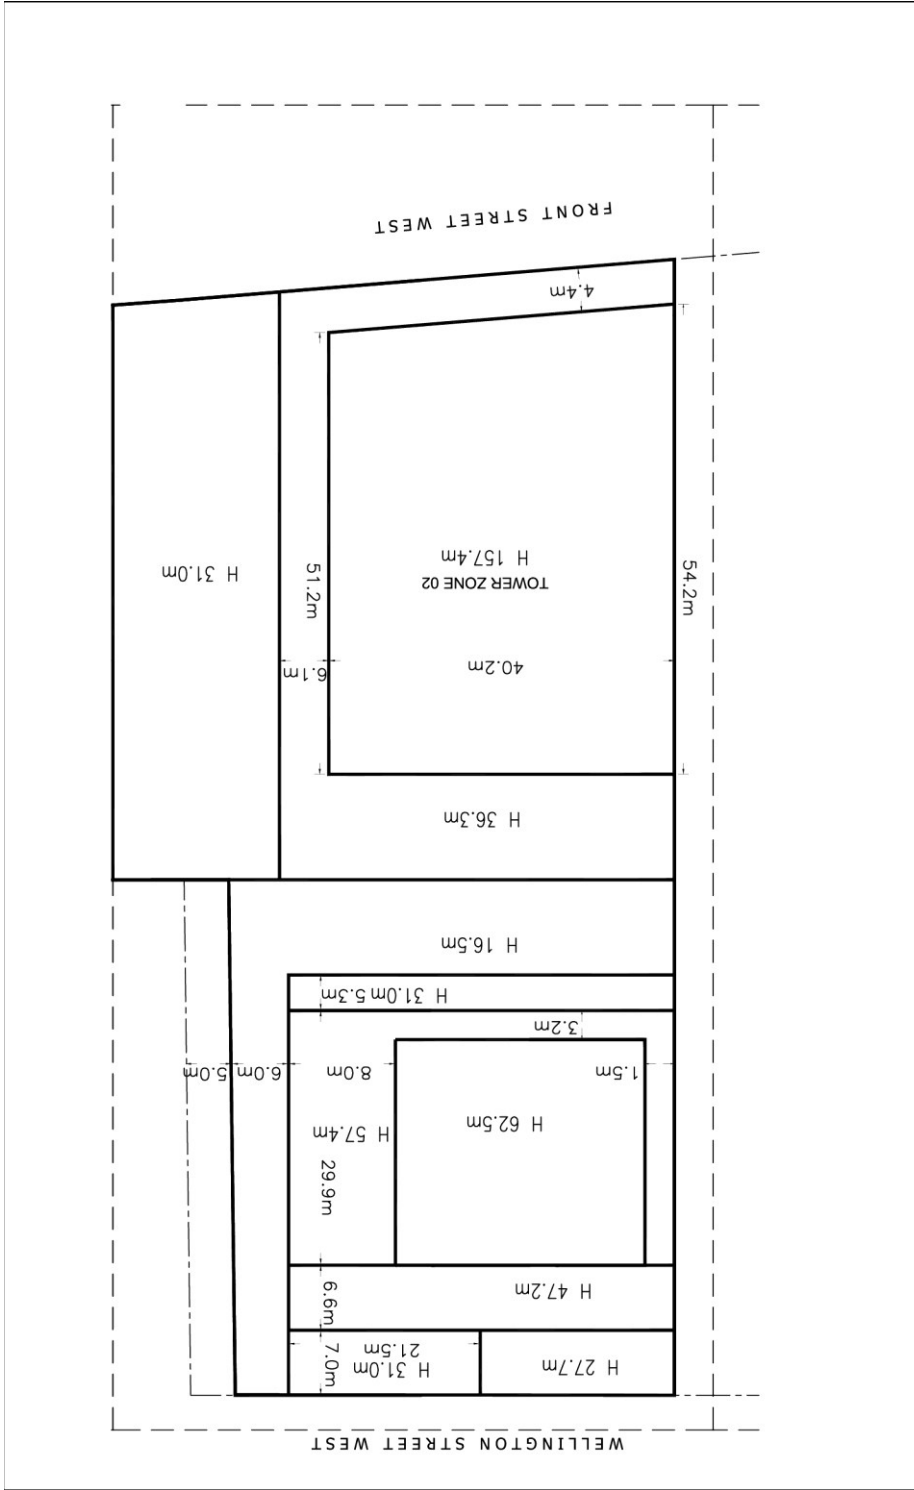 WELLINGTON STREET WEST
H 27.7m
H 31.0m
21.5m
7.0m
H 47.2m
6.6m
29.9m
H 57.4m
H 62.5m
1.5m
8.0m
6.0m
5.0m
3.2m
H 31.0m 5.3m
H 16.5m
H 36.3m
40.2m
6.1m
TOWER ZONE 02
H 157.4m
51.2m
54.2m
H 31.0m
4.4m
FRONT STREET WEST